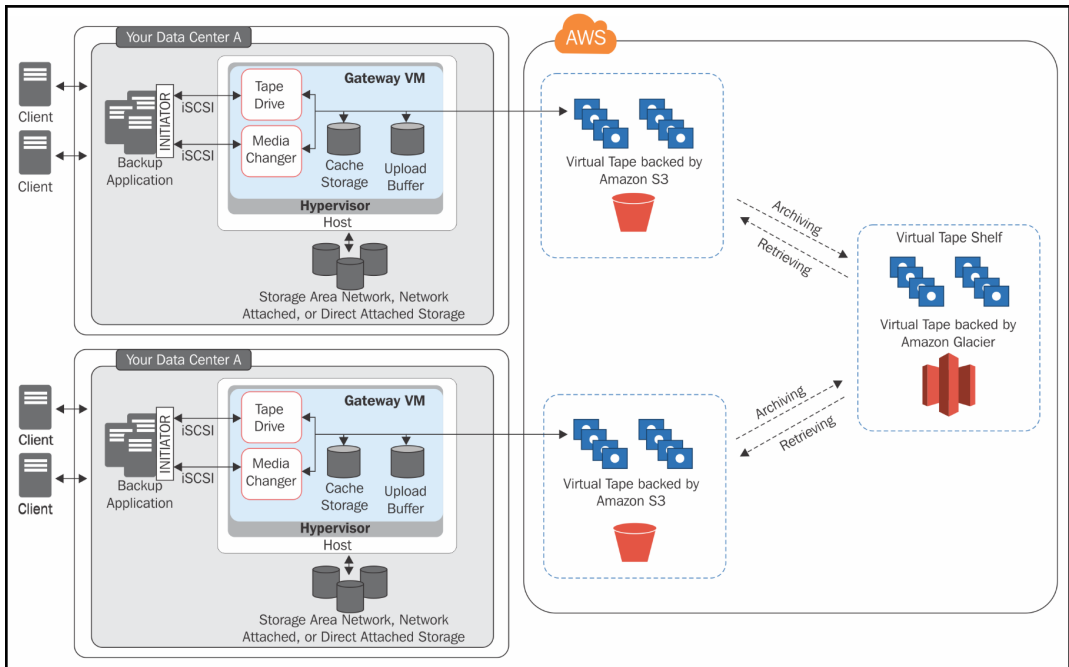 Your Data Center A
Client
Client
Backup
Application
INITIATOR
iSCSI
iSCSI
Gateway VM
Tape
Drive
Media
Changer
Cache
Storage
Upload
Buffer
Hypervisor
Host
Storage Area Network, Network
Attached, or Direct Attached Storage
Your Data Center A
Client
Client
Backup
Application
INITIATOR
iSCSI
iSCSI
Gateway VM
Tape
Drive
Media
Changer
Cache
Storage
Upload
Buffer
Hypervisor
Host
Storage Area Network, Network
Attached, or Direct Attached Storage
AWS
Virtual Tape backed by
Amazon S3
Archiving
Retrieving
Virtual Tape Shelf
Virtual Tape backed by
Amazon Glacier
Archiving
Retrieving
Virtual Tape backed by
Amazon S3